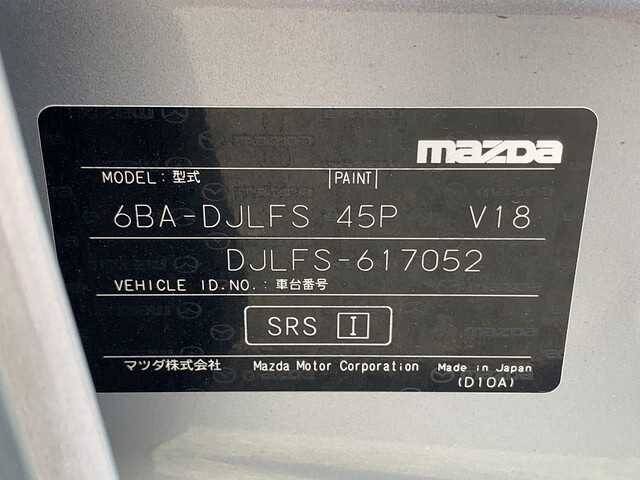 mazda
MODEL: 型式 |PAINT|
6BA-DJLFS 45P V18
DJLFS-617052
VEHICLE ID.NO.: 車台番号
SRS I
マツダ株式会社 Mazda Motor Corporation Made in Japan
(D10A)